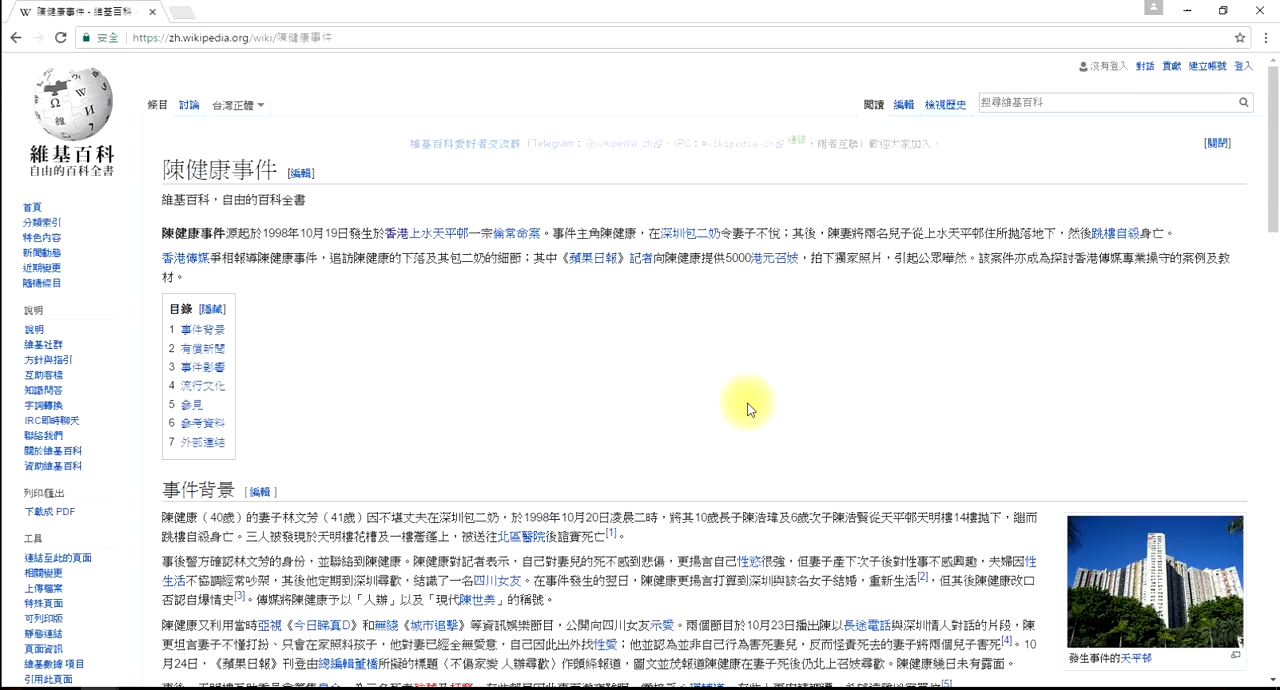 陳健康事件 - 維基百科
安全 https://zh.wikipedia.org/wiki/陳健康事件
沒有登入 對話 貢獻 建立帳號 登入
條目 討論 台灣正體 閱讀 編輯 檢視歷史 搜尋維基百科
維基百科愛好者交流群(Telegram:@wikipedia_zh、IRC:#wikipedia-zh 連線,兩者互聯)歡迎大家加入。 [關閉]
維基百科
自由的百科全書
陳健康事件 [編輯]
維基百科,自由的百科全書
陳健康事件源起於1998年10月19日發生於香港上水天平邨一宗倫常命案。事件主角陳健康,在深圳包二奶令妻子不悅;其後,陳妻將兩名兒子從上水天平邨住所拋落地下,然後跳樓自殺身亡。
香港傳媒爭相報導陳健康事件,追訪陳健康的下落及其包二奶的細節;其中《蘋果日報》記者向陳健康提供5000港元召妓,拍下獨家照片,引起公眾嘩然。該案件亦成為探討香港傳媒專業操守的案例及教
材。
目錄 [隱藏]
1 事件背景
2 有償新聞
3 事件影響
4 流行文化
5 參見
6 參考資料
7 外部連結
首頁
分類索引
特色內容
新聞動態
近期變更
隨機條目
說明
說明
維基社群
方針與指引
互助客棧
知識問答
字詞轉換
IRC即時聊天
聯絡我們
關於維基百科
資助維基百科
列印/匯出
下載成 PDF
工具
連結至此的頁面
相關變更
上傳檔案
特殊頁面
可列印版
靜態連結
頁面資訊
維基數據 項目
引用此頁面
事件背景 [編輯]
陳健康(40歲)的妻子林文芳(41歲)因不堪丈夫在深圳包二奶,於1998年10月20日凌晨二時,將其10歲長子陳浩瑋及6歲次子陳浩賢從天平邨天明樓14樓拋下,繼而
跳樓自殺身亡。三人被發現於天明樓花槽及一樓簷篷上,被送往北區醫院後證實死亡[1]。
事後警方確認林文芳的身份,並聯絡到陳健康。陳健康對記者表示,自己對妻兒的死不感到悲傷,更揚言自己性慾很強,但妻子產下次子後對性事不感興趣,夫婦因性
生活不協調經常吵架,其後他定期到深圳尋歡,結識了一名四川女友。在事件發生的翌日,陳健康更揚言打算到深圳與該名女子結婚,重新生活[2],但其後陳健康改口
否認自爆情史[3]。傳媒將陳健康予以「人辦」以及「現代陳世美」的稱號。
陳健康又利用當時亞視《今日睇真D》和無綫《城市追擊》等資訊娛樂節目,公開向四川女友示愛。兩個節目於10月23日播出陳以長途電話與深圳情人對話的片段,陳
更坦言妻子不懂打扮、只會在家照料孩子,他對妻已經全無愛意,自己因此出外找性愛;他並認為並非自己行為害死妻兒,反而怪責死去的妻子將兩個兒子害死[4]。10
月24日,《蘋果日報》刊登由總編輯董橋所擬的標題《不傷家變 人辦尋歡》作頭條報道,圖文並茂報道陳健康在妻子死後仍北上召妓尋歡。陳健康幾日未有露面。
發生事件的天平邨